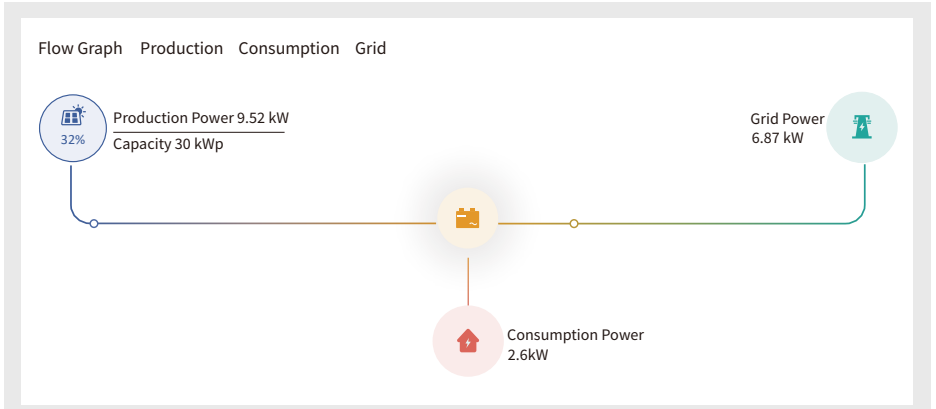 Flow Graph Production Consumption Grid
32%
Production Power 9.52 kW
Capacity 30 kWp
Grid Power
6.87 kW
Consumption Power
2.6kW